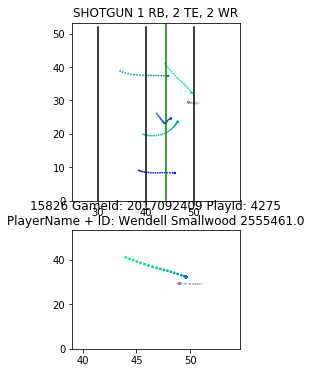 SHOTGUN 1 RB, 2 TE, 2 WR
50
40
30
20
10
0
30 40 50
15826 GameId: 2017092409 PlayId: 4275
PlayerName + ID: Wendell Smallwood 2555461.0
40
20
0
40 45 50